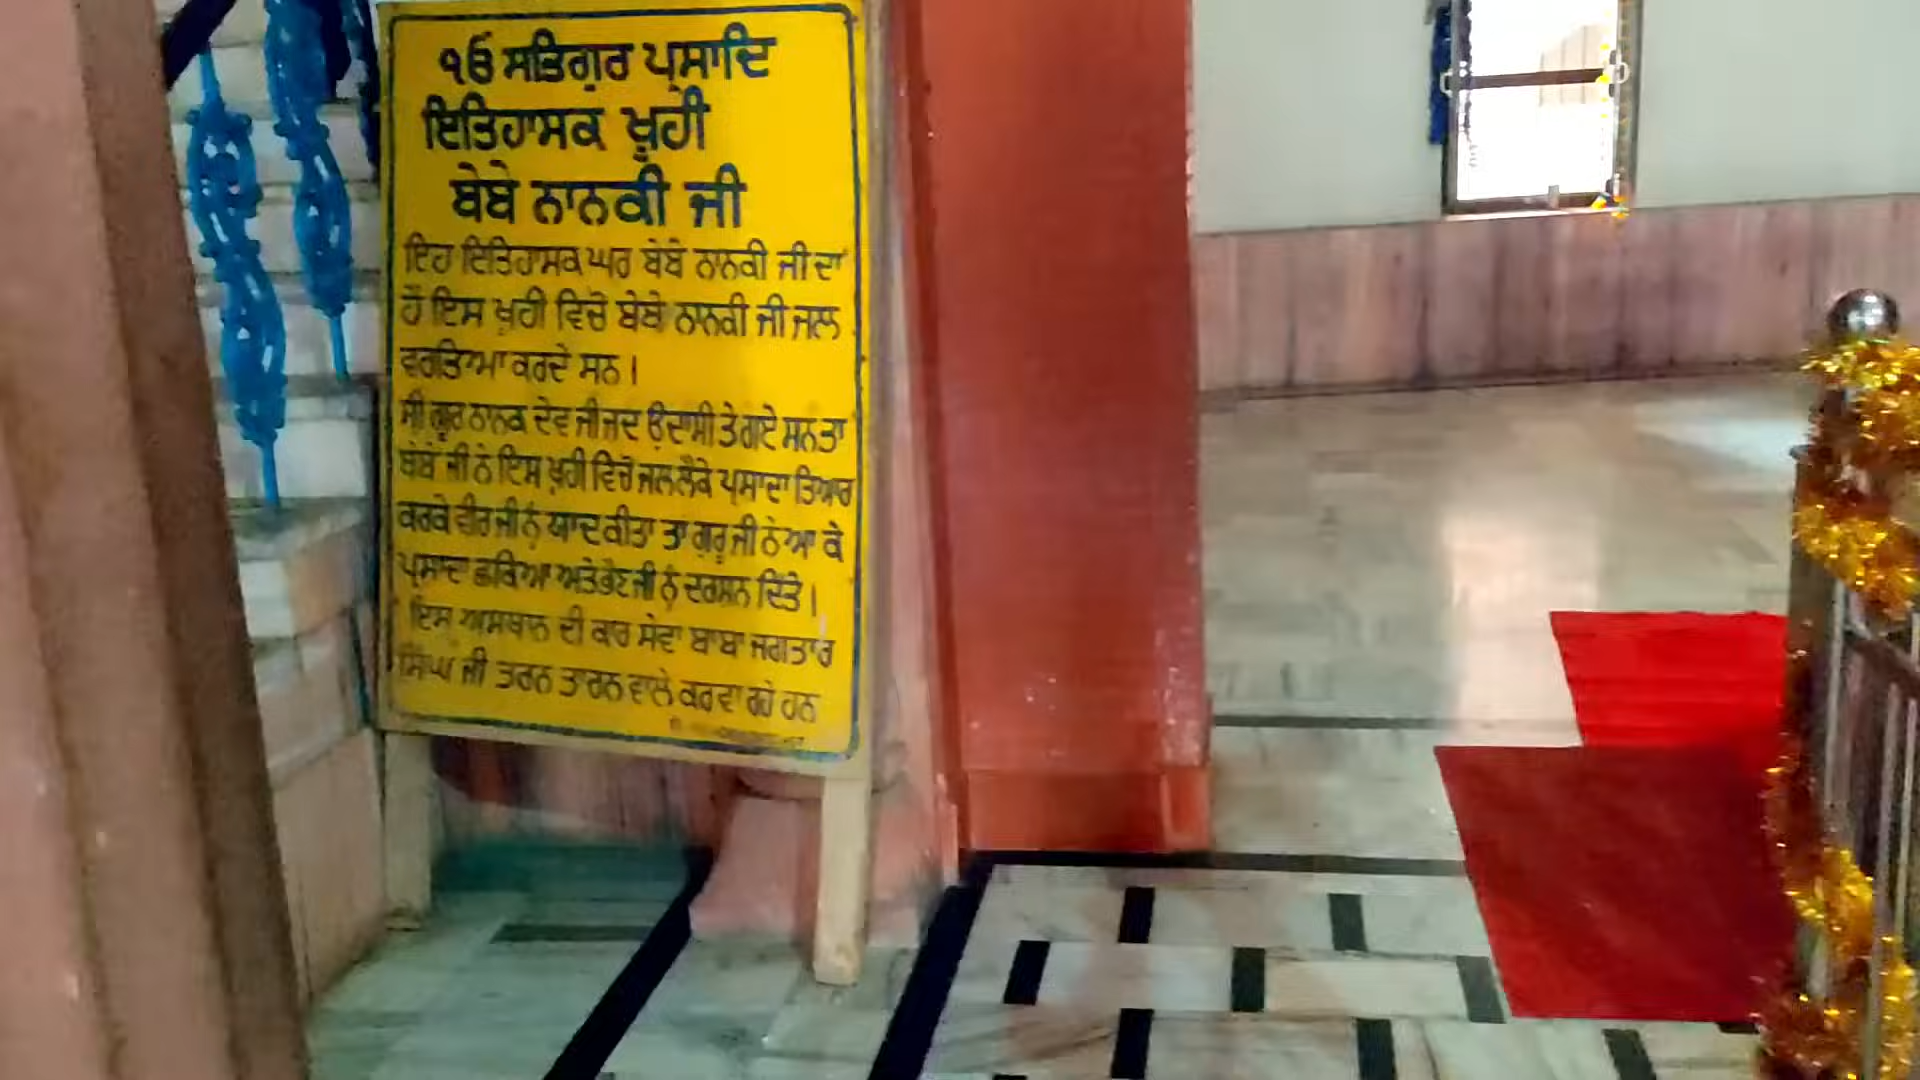 ੴ ਸਤਿਗੁਰ ਪ੍ਰਸਾਦਿ
ਇਤਿਹਾਸਕ ਖੂਹੀ
ਬੇਬੇ ਨਾਨਕੀ ਜੀ
ਇਹ ਇਤਿਹਾਸਕ ਘਰ ਬੇਬੇ ਨਾਨਕੀ ਜੀ ਦਾ
ਹੈ ਇਸ ਖੂਹੀ ਵਿਚੋਂ ਬੇਬੇ ਨਾਨਕੀ ਜੀ ਜਲ
ਵਰਤਿਆ ਕਰਦੇ ਸਨ।
ਸ੍ਰੀ ਗੁਰੂ ਨਾਨਕ ਦੇਵ ਜੀ ਜਦ ਉਦਾਸੀ ਤੇ ਗਏ ਸਨ ਤਾਂ
ਬੇਬੇ ਜੀ ਨੇ ਇਸ ਖੂਹੀ ਵਿਚੋਂ ਜਲ ਲੈਕੇ ਪ੍ਰਸਾਦਾ ਤਿਆਰ
ਕਰਕੇ ਵੀਰ ਜੀ ਨੂੰ ਯਾਦ ਕੀਤਾ ਤਾਂ ਗੁਰੂ ਜੀ ਨੇ ਆ ਕੇ
ਪ੍ਰਸਾਦਾ ਛਕਿਆ ਅਤੇ ਭੈਣ ਜੀ ਨੂੰ ਦਰਸ਼ਨ ਦਿੱਤੇ।
ਇਸ ਅਸਥਾਨ ਦੀ ਕਾਰ ਸੇਵਾ ਬਾਬਾ ਜਗਤਾਰ
ਸਿੰਘ ਜੀ ਤਰਨ ਤਾਰਨ ਵਾਲੇ ਕਰਵਾ ਰਹੇ ਹਨ